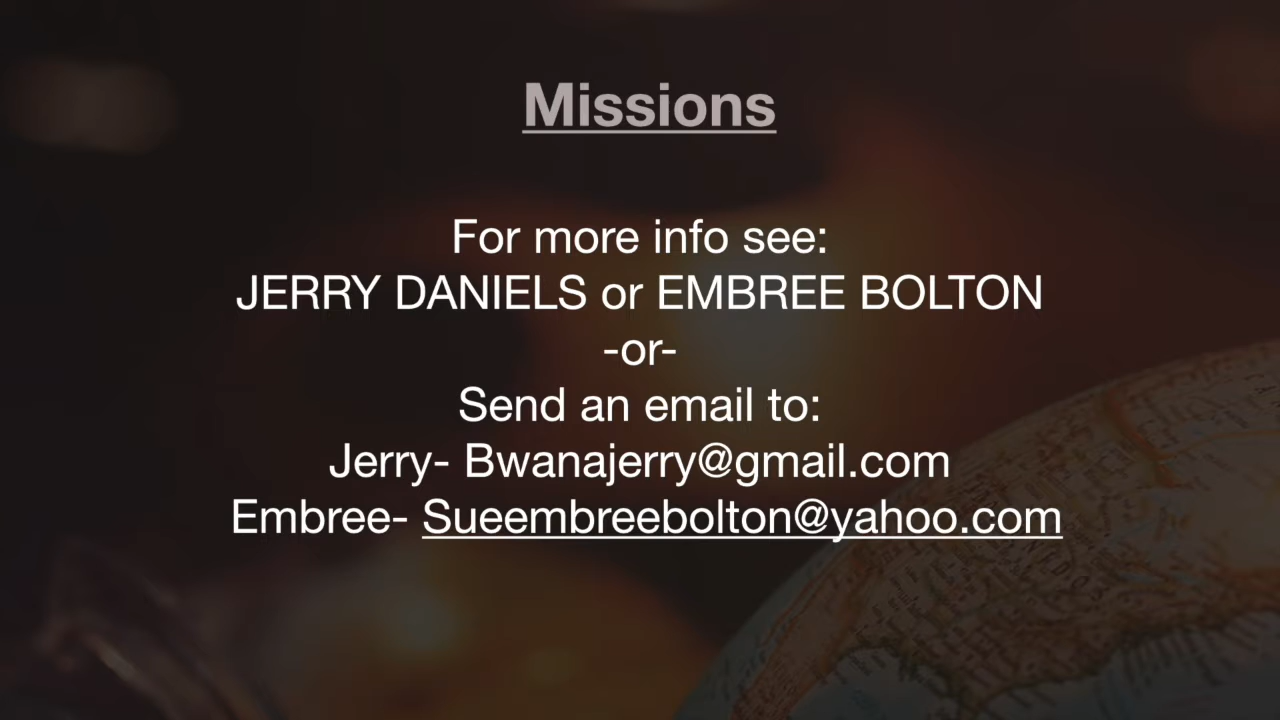 Missions
For more info see:
JERRY DANIELS or EMBREE BOLTON
-or-
Send an email to:
Jerry- Bwanajerry@gmail.com
Embree- Sueembreebolton@yahoo.com